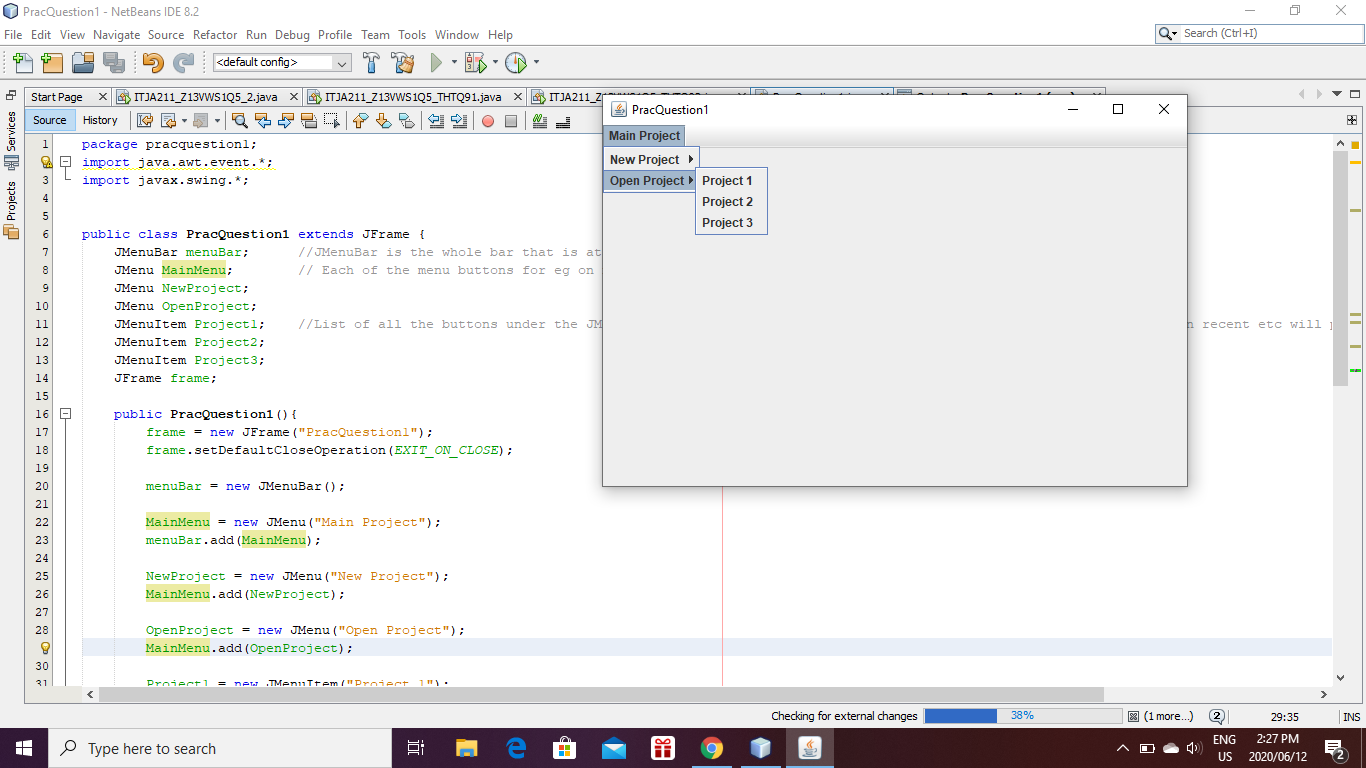 PracQuestion1 - NetBeans IDE 8.2
File Edit View Navigate Source Refactor Run Debug Profile Team Tools Window Help
Search (Ctrl+I)
<default config>
Start Page
ITJA211_Z13VWS1Q5_2.java
ITJA211_Z13VWS1Q5_THTQ91.java
Source History
Services
Projects
1 package pracquestion1;
import java.awt.event.*;
3 import javax.swing.*;
4
5
6 public class PracQuestion1 extends JFrame {
7 JMenuBar menuBar; //JMenuBar is the whole bar that is at
8 JMenu MainMenu; // Each of the menu buttons for eg on
9 JMenu NewProject;
10 JMenu OpenProject;
11 JMenuItem Project1; //List of all the buttons under the JM
n recent etc will
12 JMenuItem Project2;
13 JMenuItem Project3;
14 JFrame frame;
15
16 public PracQuestion1(){
17 frame = new JFrame("PracQuestion1");
18 frame.setDefaultCloseOperation(EXIT_ON_CLOSE);
19
20 menuBar = new JMenuBar();
21
22 MainMenu = new JMenu("Main Project");
23 menuBar.add(MainMenu);
24
25 NewProject = new JMenu("New Project");
26 MainMenu.add(NewProject);
27
28 OpenProject = new JMenu("Open Project");
MainMenu.add(OpenProject);
30
31 Project1 = new JMenuItem("Project 1");
PracQuestion1
Main Project
New Project
Open Project
Project 1
Project 2
Project 3
Checking for external changes 38% (1 more...) 2 29:35 INS
Type here to search
ENG
US
2:27 PM
2020/06/12
2